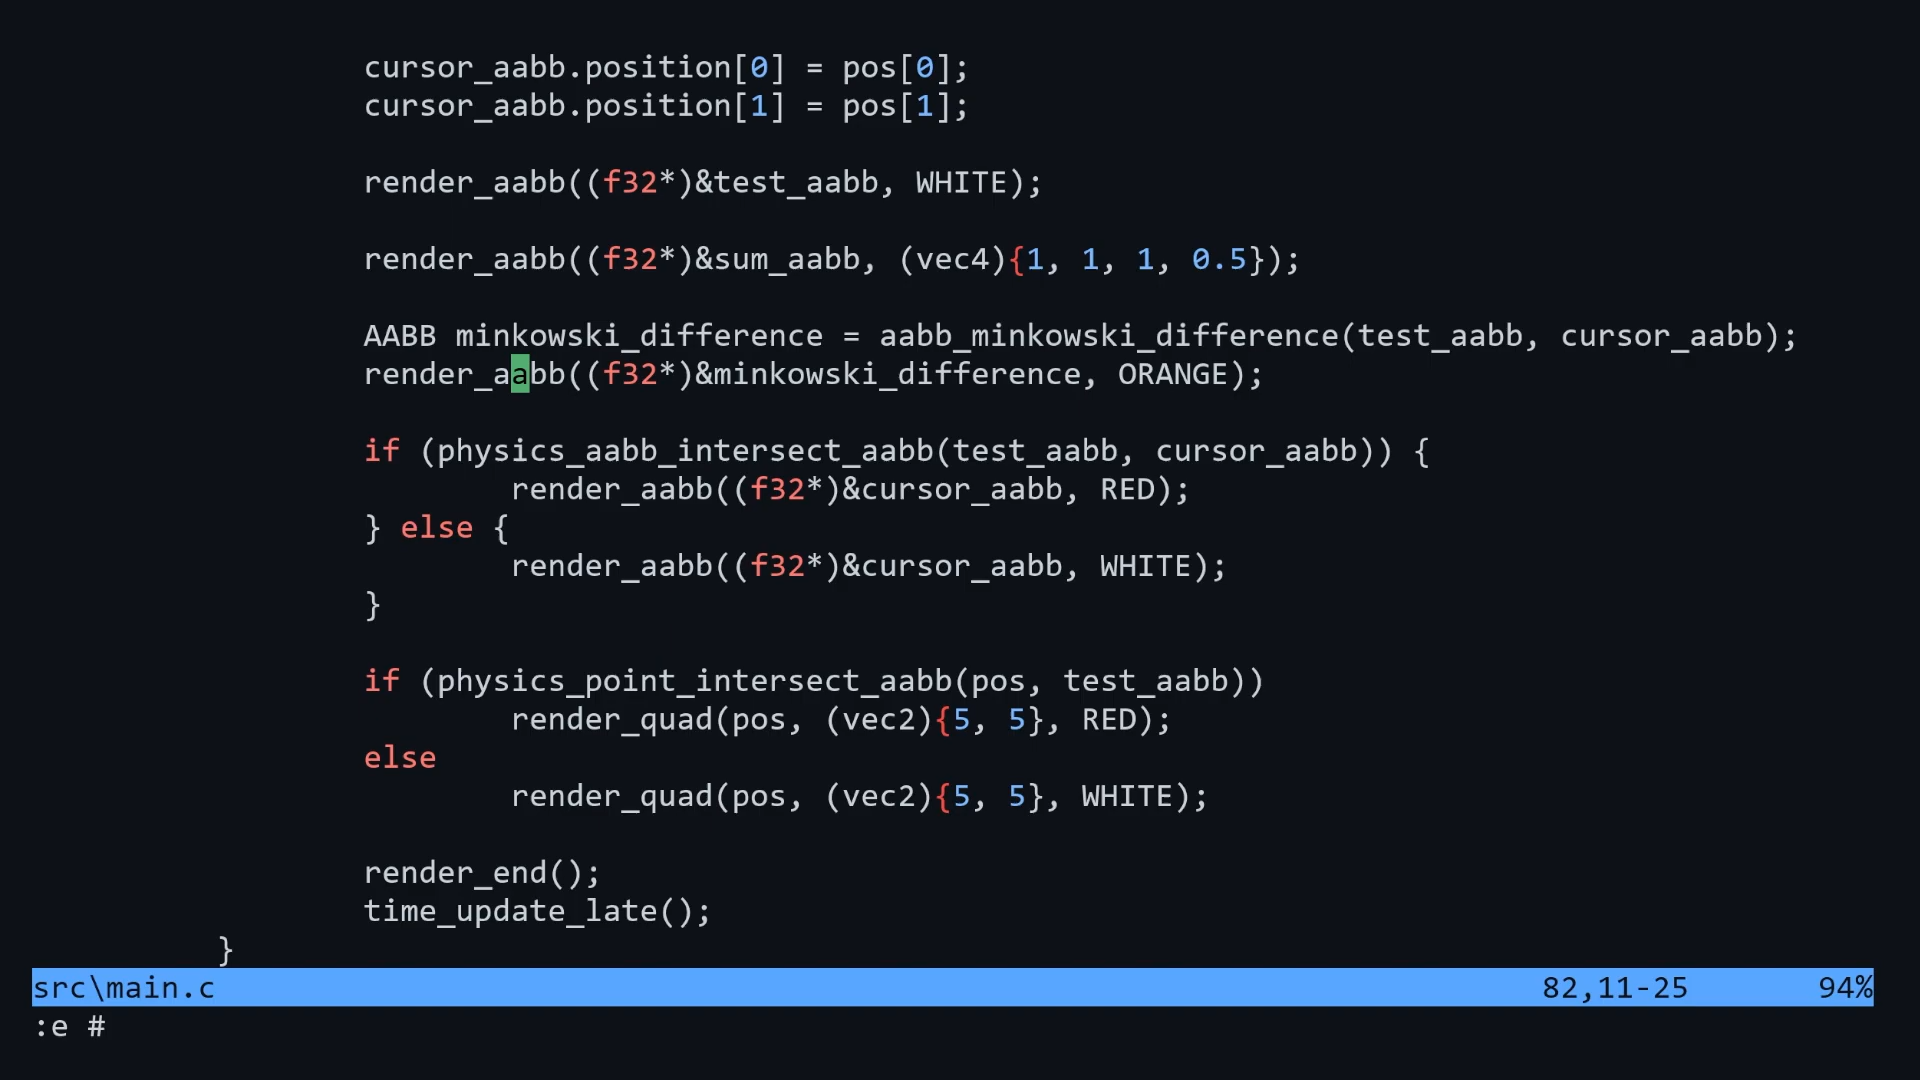 cursor_aabb.position[0] = pos[0];
cursor_aabb.position[1] = pos[1];
render_aabb((f32*)&test_aabb, WHITE);
render_aabb((f32*)&sum_aabb, (vec4){1, 1, 1, 0.5});
AABB minkowski_difference = aabb_minkowski_difference(test_aabb, cursor_aabb);
render_aabb((f32*)&minkowski_difference, ORANGE);
if (physics_aabb_intersect_aabb(test_aabb, cursor_aabb)) {
render_aabb((f32*)&cursor_aabb, RED);
} else {
render_aabb((f32*)&cursor_aabb, WHITE);
}
if (physics_point_intersect_aabb(pos, test_aabb))
render_quad(pos, (vec2){5, 5}, RED);
else
render_quad(pos, (vec2){5, 5}, WHITE);
render_end();
time_update_late();
}
src\main.c 82,11-25 94%
:e #